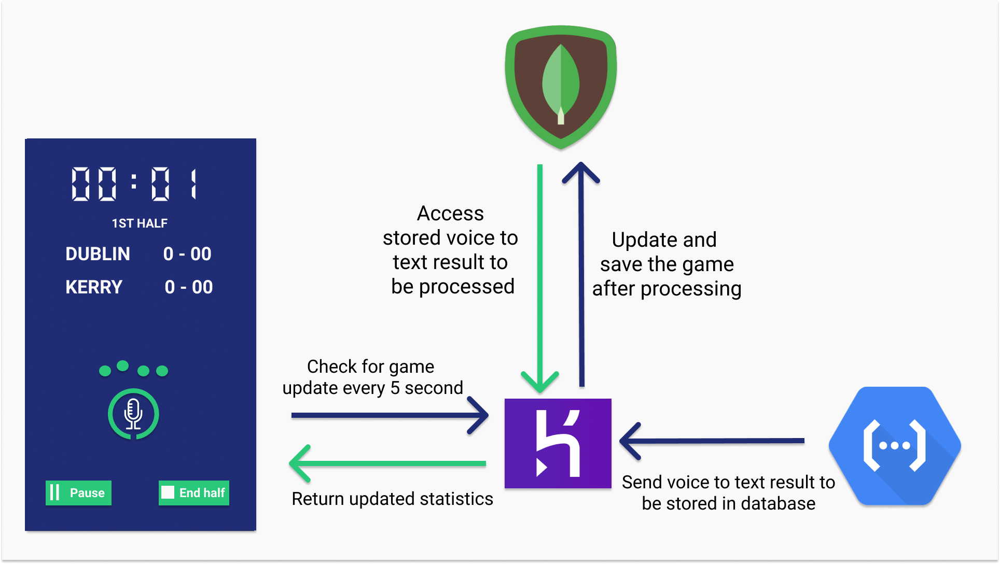 00:01
1ST HALF
DUBLIN 0 - 00
KERRY 0 - 00
Pause
End half
Access
stored voice to
text result to
be processed
Update and
save the game
after processing
Check for game
update every 5 second
Return updated statistics
Send voice to text result to
be stored in database